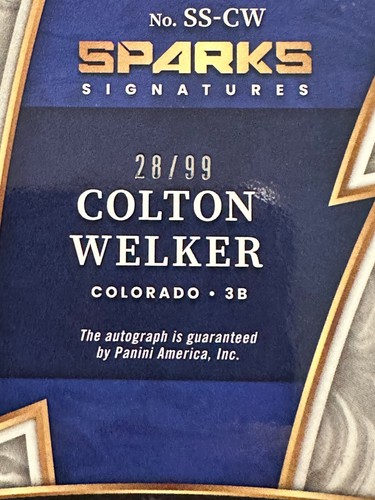 No. SS-CW
SPARKS
SIGNATURES
28/99
COLTON
WELKER
COLORADO • 3B
The autograph is guaranteed
by Panini America, Inc.